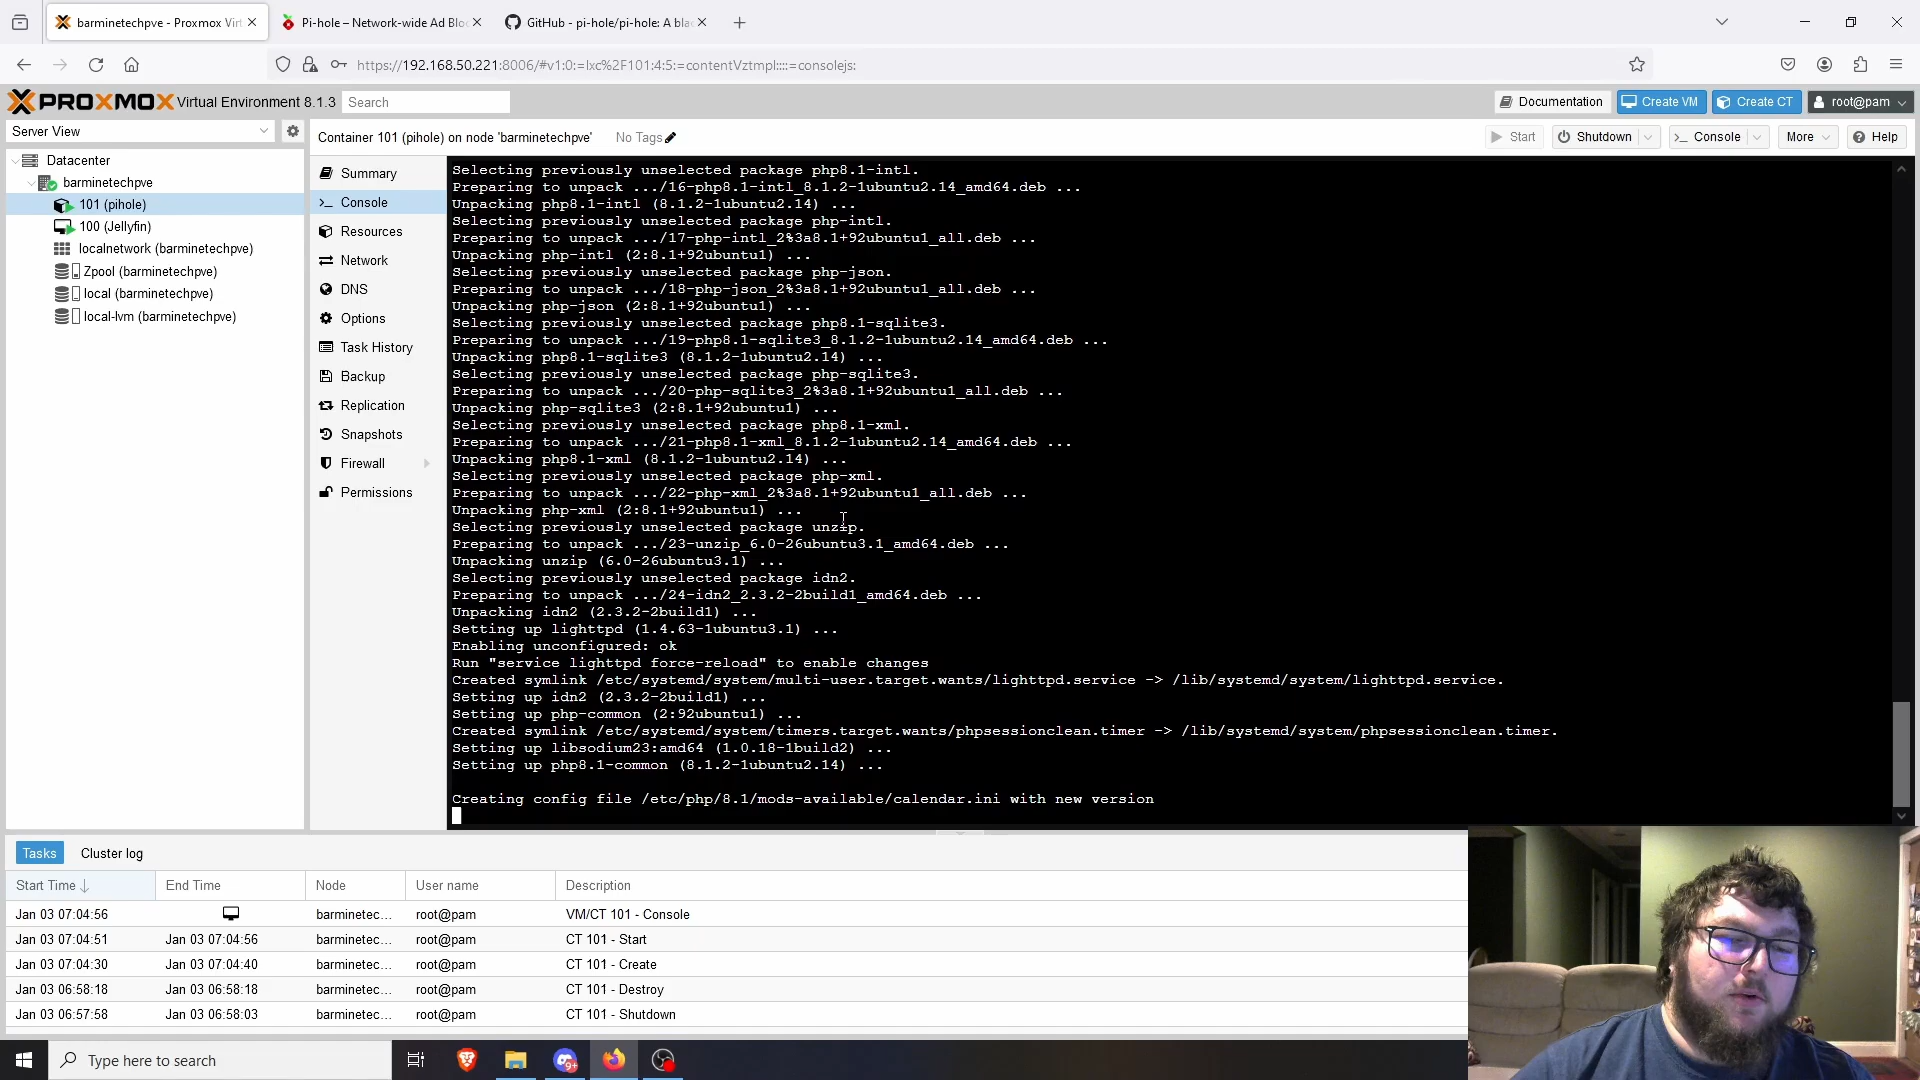 barminetechpve - Proxmox Virt
Pi-hole – Network-wide Ad Bloc
GitHub - pi-hole/pi-hole: A bla
https://192.168.50.221:8006/#v1:0:=lxc%2F101:4:5:=contentVztmpl::::=consolejs:
PROXMOX Virtual Environment 8.1.3
Search
Documentation
Create VM
Create CT
root@pam
Server View
Container 101 (pihole) on node 'barminetechpve'
No Tags
Start
Shutdown
Console
More
Help
Datacenter
barminetechpve
101 (pihole)
100 (Jellyfin)
localnetwork (barminetechpve)
Zpool (barminetechpve)
local (barminetechpve)
local-lvm (barminetechpve)
Summary
Console
Resources
Network
DNS
Options
Task History
Backup
Replication
Snapshots
Firewall
Permissions
Selecting previously unselected package php8.1-intl.
Preparing to unpack .../16-php8.1-intl_8.1.2-1ubuntu2.14_amd64.deb ...
Unpacking php8.1-intl (8.1.2-1ubuntu2.14) ...
Selecting previously unselected package php-intl.
Preparing to unpack .../17-php-intl_2%3a8.1+92ubuntu1_all.deb ...
Unpacking php-intl (2:8.1+92ubuntu1) ...
Selecting previously unselected package php-json.
Preparing to unpack .../18-php-json_2%3a8.1+92ubuntu1_all.deb ...
Unpacking php-json (2:8.1+92ubuntu1) ...
Selecting previously unselected package php8.1-sqlite3.
Preparing to unpack .../19-php8.1-sqlite3_8.1.2-1ubuntu2.14_amd64.deb ...
Unpacking php8.1-sqlite3 (8.1.2-1ubuntu2.14) ...
Selecting previously unselected package php-sqlite3.
Preparing to unpack .../20-php-sqlite3_2%3a8.1+92ubuntu1_all.deb ...
Unpacking php-sqlite3 (2:8.1+92ubuntu1) ...
Selecting previously unselected package php8.1-xml.
Preparing to unpack .../21-php8.1-xml_8.1.2-1ubuntu2.14_amd64.deb ...
Unpacking php8.1-xml (8.1.2-1ubuntu2.14) ...
Selecting previously unselected package php-xml.
Preparing to unpack .../22-php-xml_2%3a8.1+92ubuntu1_all.deb ...
Unpacking php-xml (2:8.1+92ubuntu1) ...
Selecting previously unselected package unzip.
Preparing to unpack .../23-unzip_6.0-26ubuntu3.1_amd64.deb ...
Unpacking unzip (6.0-26ubuntu3.1) ...
Selecting previously unselected package idn2.
Preparing to unpack .../24-idn2_2.3.2-2build1_amd64.deb ...
Unpacking idn2 (2.3.2-2build1) ...
Setting up lighttpd (1.4.63-1ubuntu3.1) ...
Enabling unconfigured: ok
Run "service lighttpd force-reload" to enable changes
Created symlink /etc/systemd/system/multi-user.target.wants/lighttpd.service -> /lib/systemd/system/lighttpd.service.
Setting up idn2 (2.3.2-2build1) ...
Setting up php-common (2:92ubuntu1) ...
Created symlink /etc/systemd/system/timers.target.wants/phpsessionclean.timer -> /lib/systemd/system/phpsessionclean.timer.
Setting up libsodium23:amd64 (1.0.18-1build2) ...
Setting up php8.1-common (8.1.2-1ubuntu2.14) ...
Creating config file /etc/php/8.1/mods-available/calendar.ini with new version
Tasks
Cluster log
Start Time
End Time
Node
User name
Description
Jan 03 07:04:56 barminetec... root@pam VM/CT 101 - Console
Jan 03 07:04:51 Jan 03 07:04:56 barminetec... root@pam CT 101 - Start
Jan 03 07:04:30 Jan 03 07:04:40 barminetec... root@pam CT 101 - Create
Jan 03 06:58:18 Jan 03 06:58:18 barminetec... root@pam CT 101 - Destroy
Jan 03 06:57:58 Jan 03 06:58:03 barminetec... root@pam CT 101 - Shutdown
Type here to search
9+